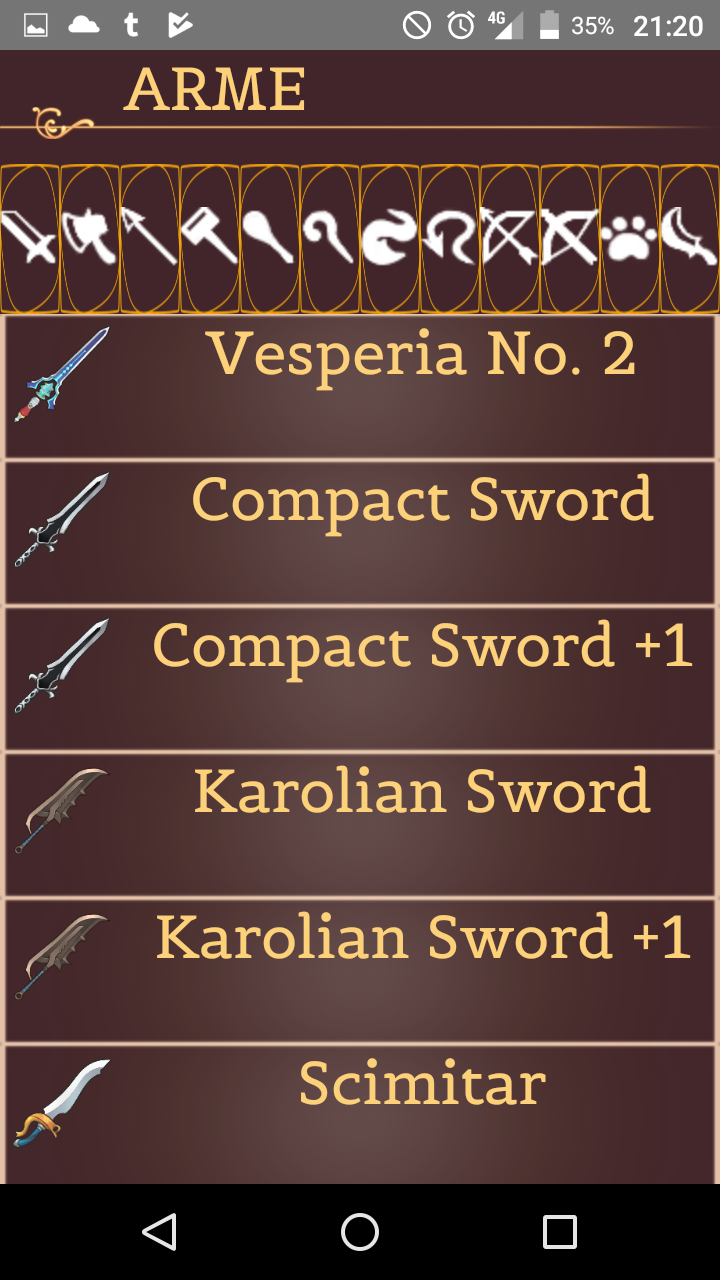 4G 35% 21:20
ARME
Vesperia No. 2
Compact Sword
Compact Sword +1
Karolian Sword
Karolian Sword +1
Scimitar